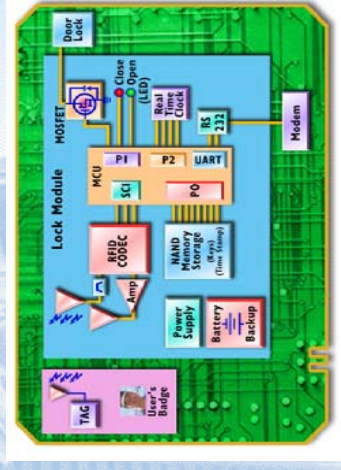 Lock Module
MOSFET
Door
Lock
TAG
User's
Badge
Amp
RFID
CODEC
MCU
SCI
P1
Close
Open
(LED)
P2
Real
Time
Clock
PO
UART
RS
232
NAND
Memory
Storage
(Keys)
(Time Stamp)
Power
Supply
Battery
Backup
Modem